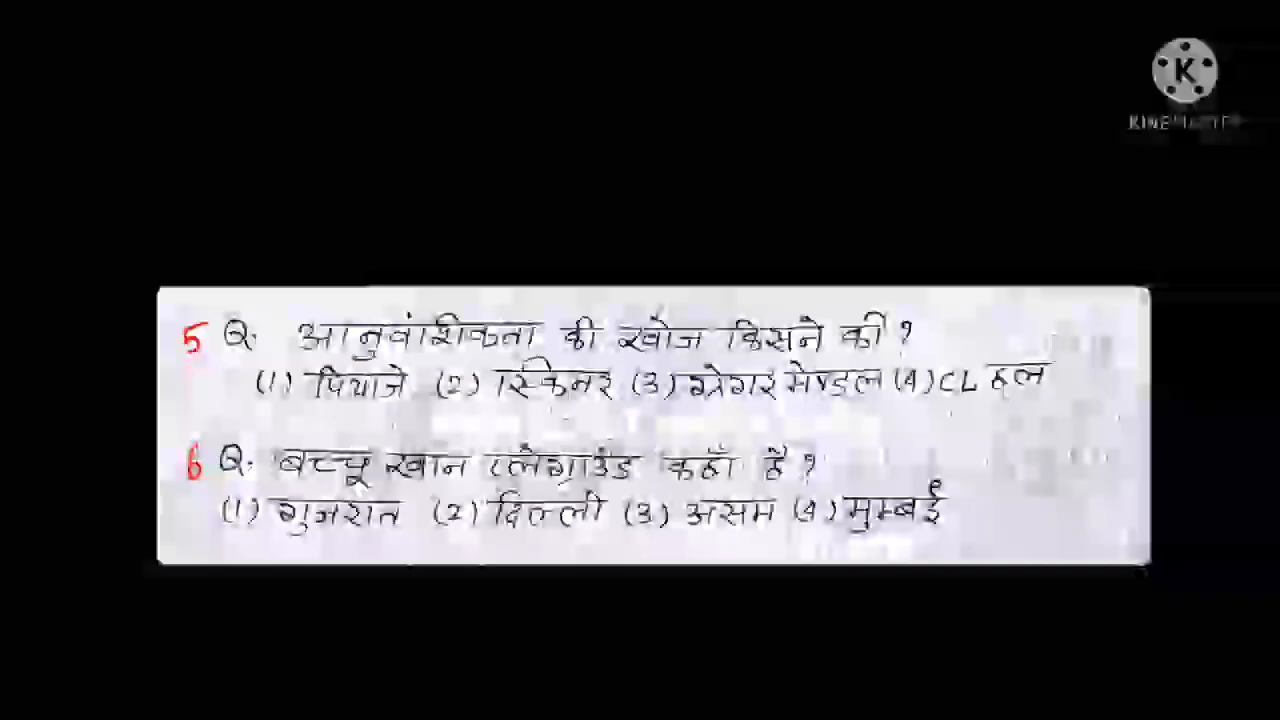 KINEMASTER
5 Q. आनुवांशिकता की खोज किसने की ?
(1) पियाजे (2) स्किनर (3) ग्रेगर मेण्डल (4) CL हल
6 Q. बच्चू खान प्लेग्राउंड कहाँ है ?
(1) गुजरात (2) दिल्ली (3) असम (4) मुम्बई